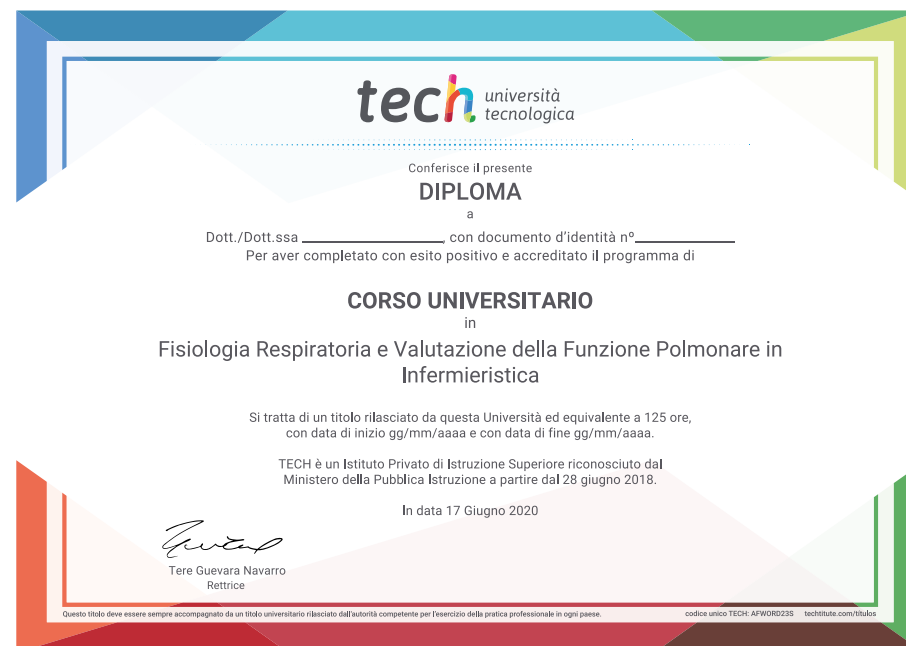 tech università
tecnologica
Conferisce il presente
DIPLOMA
a
Dott./Dott.ssa ________________, con documento d'identità nº____________
Per aver completato con esito positivo e accreditato il programma di
CORSO UNIVERSITARIO
in
Fisiologia Respiratoria e Valutazione della Funzione Polmonare in
Infermieristica
Si tratta di un titolo rilasciato da questa Università ed equivalente a 125 ore,
con data di inizio gg/mm/aaaa e con data di fine gg/mm/aaaa.
TECH è un Istituto Privato di Istruzione Superiore riconosciuto dal
Ministero della Pubblica Istruzione a partire dal 28 giugno 2018.
In data 17 Giugno 2020
Tere Guevara Navarro
Rettrice
Questo titolo deve essere sempre accompagnato da un titolo universitario rilasciato dall'autorità competente per l'esercizio della pratica professionale in ogni paese. codice unico TECH: AFWORD23S techtitute.com/titulos